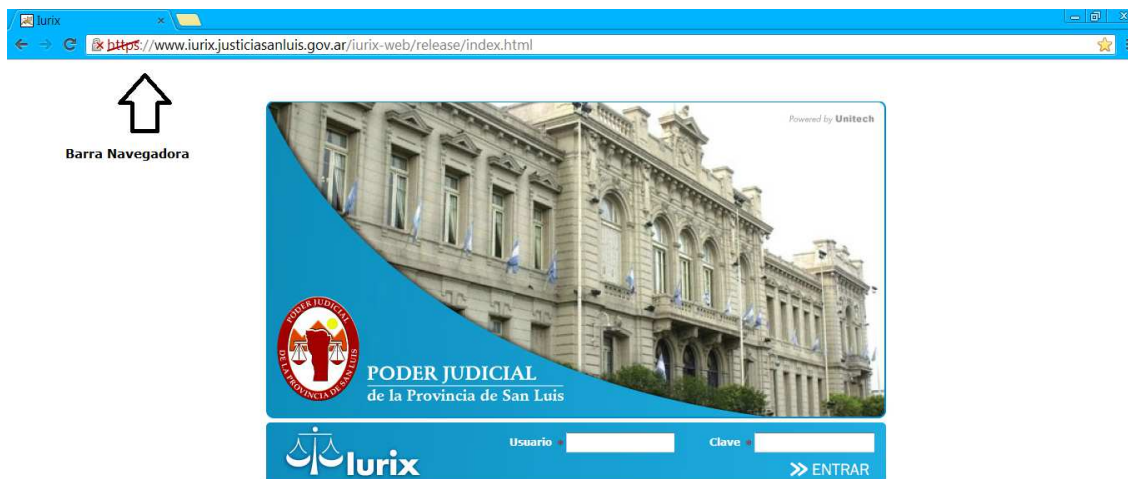 Iurix
https://www.iurix.justiciasanluis.gov.ar/iurix-web/release/index.html
Barra Navegadora
Powered by Unitech
PODER JUDICIAL
DE LA PROVINCIA DE SAN LUIS
PODER JUDICIAL
de la Provincia de San Luis
Iurix
Usuario *
Clave *
ENTRAR